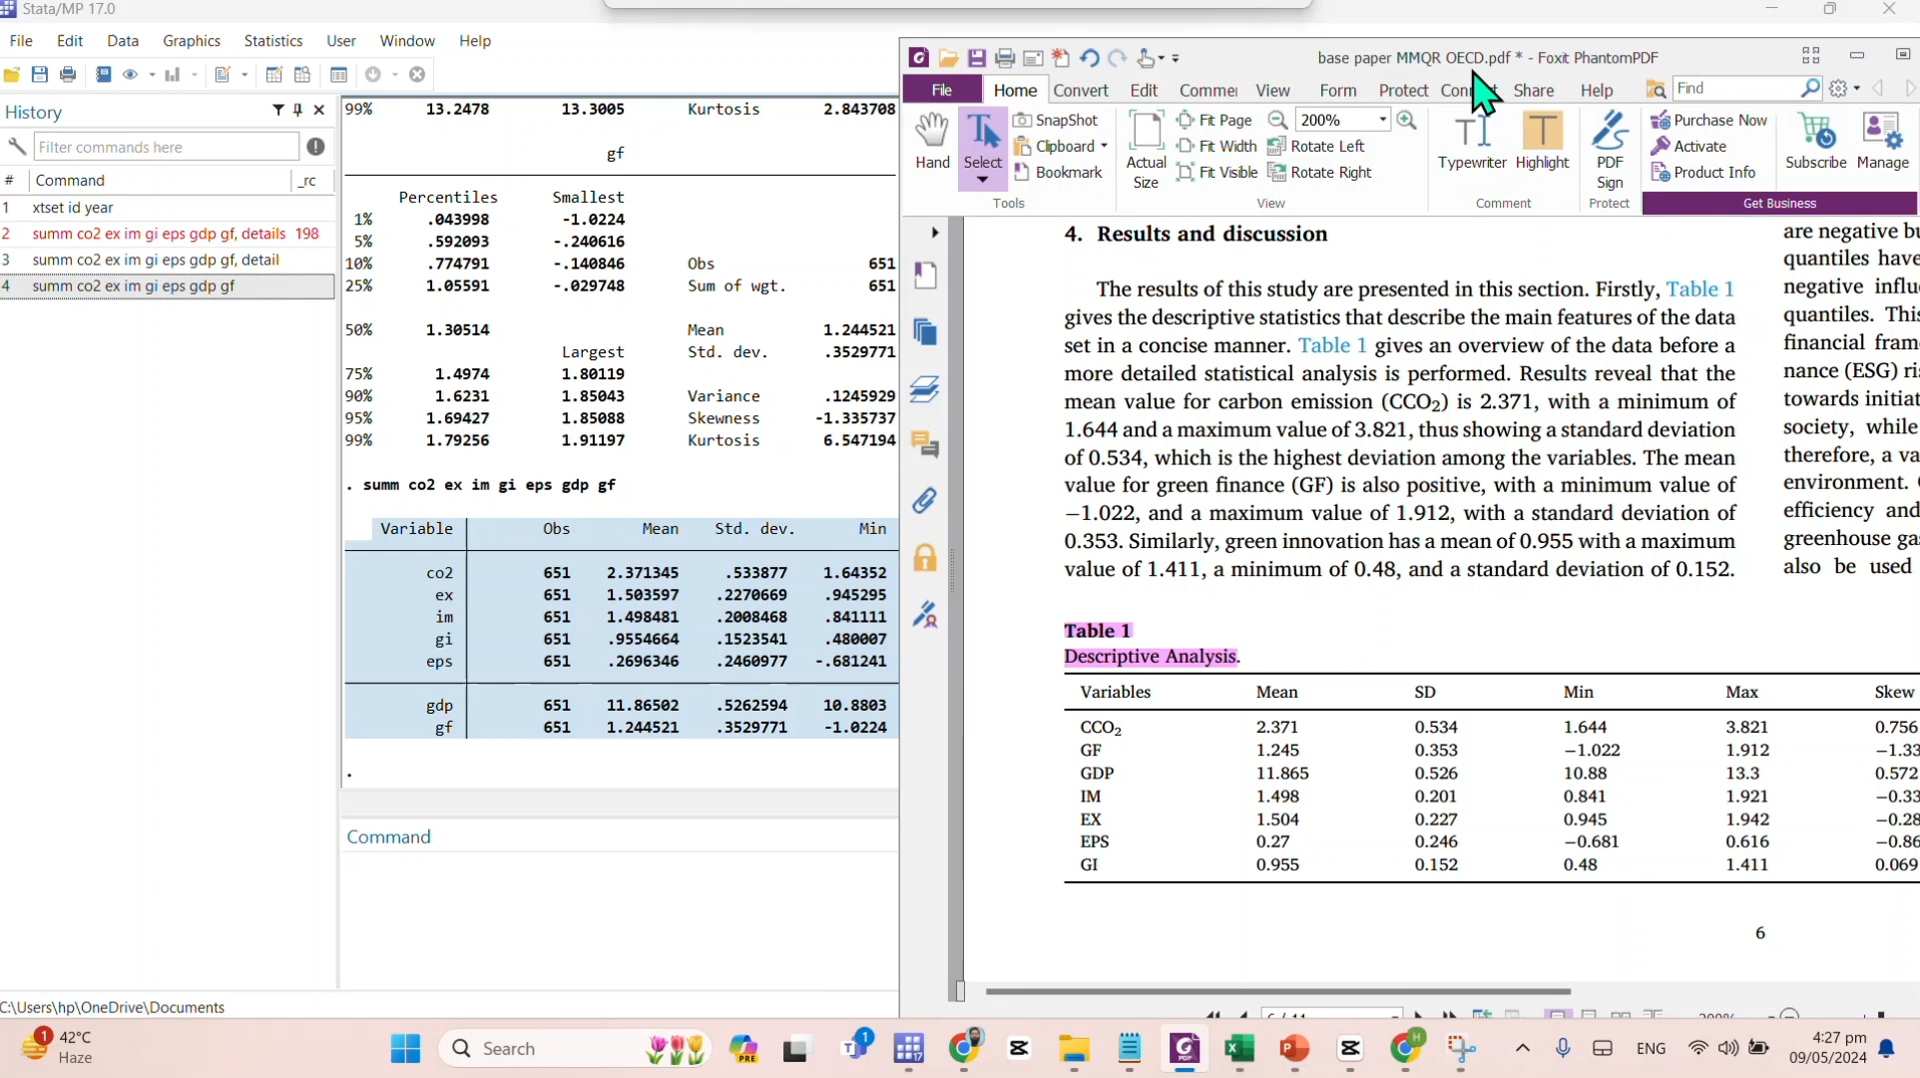 Stata/MP 17.0
File Edit Data Graphics Statistics User Window Help
History
Filter commands here
# Command _rc
1 xtset id year
2 summ co2 ex im gi eps gdp gf, details 198
3 summ co2 ex im gi eps gdp gf, detail
4 summ co2 ex im gi eps gdp gf
99% 13.2478 13.3005 Kurtosis 2.843708
gf
Percentiles Smallest
1% .043998 -1.0224
5% .592093 -.240616
10% .774791 -.140846 Obs 651
25% 1.05591 -.029748 Sum of wgt. 651
50% 1.30514 Mean 1.244521
Largest Std. dev. .3529771
75% 1.4974 1.80119
90% 1.6231 1.85043 Variance .1245929
95% 1.69427 1.85088 Skewness -1.335737
99% 1.79256 1.91197 Kurtosis 6.547194
. summ co2 ex im gi eps gdp gf
Variable Obs Mean Std. dev. Min
co2 651 2.371345 .533877 1.64352
ex 651 1.503597 .2270669 .945295
im 651 1.498481 .2008468 .841111
gi 651 .9554664 .1523541 .480007
eps 651 .2696346 .2460977 -.681241
gdp 651 11.86502 .5262594 10.8803
gf 651 1.244521 .3529771 -1.0224
.
Command
C:\Users\hp\OneDrive\Documents
base paper MMQR OECD.pdf * - Foxit PhantomPDF
File Home Convert Edit Commer View Form Protect Share Help Find
Hand Select SnapShot Clipboard Bookmark
Tools
Actual Size Fit Page Fit Width Fit Visible 200% Rotate Left Rotate Right
View
Typewriter Highlight
Comment
PDF Sign
Protect
Purchase Now Activate Product Info Subscribe Manage
Get Business
4. Results and discussion
The results of this study are presented in this section. Firstly, Table 1
gives the descriptive statistics that describe the main features of the data
set in a concise manner. Table 1 gives an overview of the data before a
more detailed statistical analysis is performed. Results reveal that the
mean value for carbon emission (CCO₂) is 2.371, with a minimum of
1.644 and a maximum value of 3.821, thus showing a standard deviation
of 0.534, which is the highest deviation among the variables. The mean
value for green finance (GF) is also positive, with a minimum value of
−1.022, and a maximum value of 1.912, with a standard deviation of
0.353. Similarly, green innovation has a mean of 0.955 with a maximum
value of 1.411, a minimum of 0.48, and a standard deviation of 0.152.
Table 1
Descriptive Analysis.
Variables Mean SD Min Max Skew
CCO₂ 2.371 0.534 1.644 3.821 0.756
GF 1.245 0.353 −1.022 1.912 −1.33
GDP 11.865 0.526 10.88 13.3 0.572
IM 1.498 0.201 0.841 1.921 −0.33
EX 1.504 0.227 0.945 1.942 −0.28
EPS 0.27 0.246 −0.681 0.616 −0.86
GI 0.955 0.152 0.48 1.411 0.069
6
are negative bu
quantiles have
negative influe
quantiles. This
financial fram
nance (ESG) ris
towards initiat
society, while
therefore, a va
environment.
efficiency and
greenhouse gas
also be used
1 42°C
Haze
Search
PRE
1
17
H
ENG
4:27 pm
09/05/2024